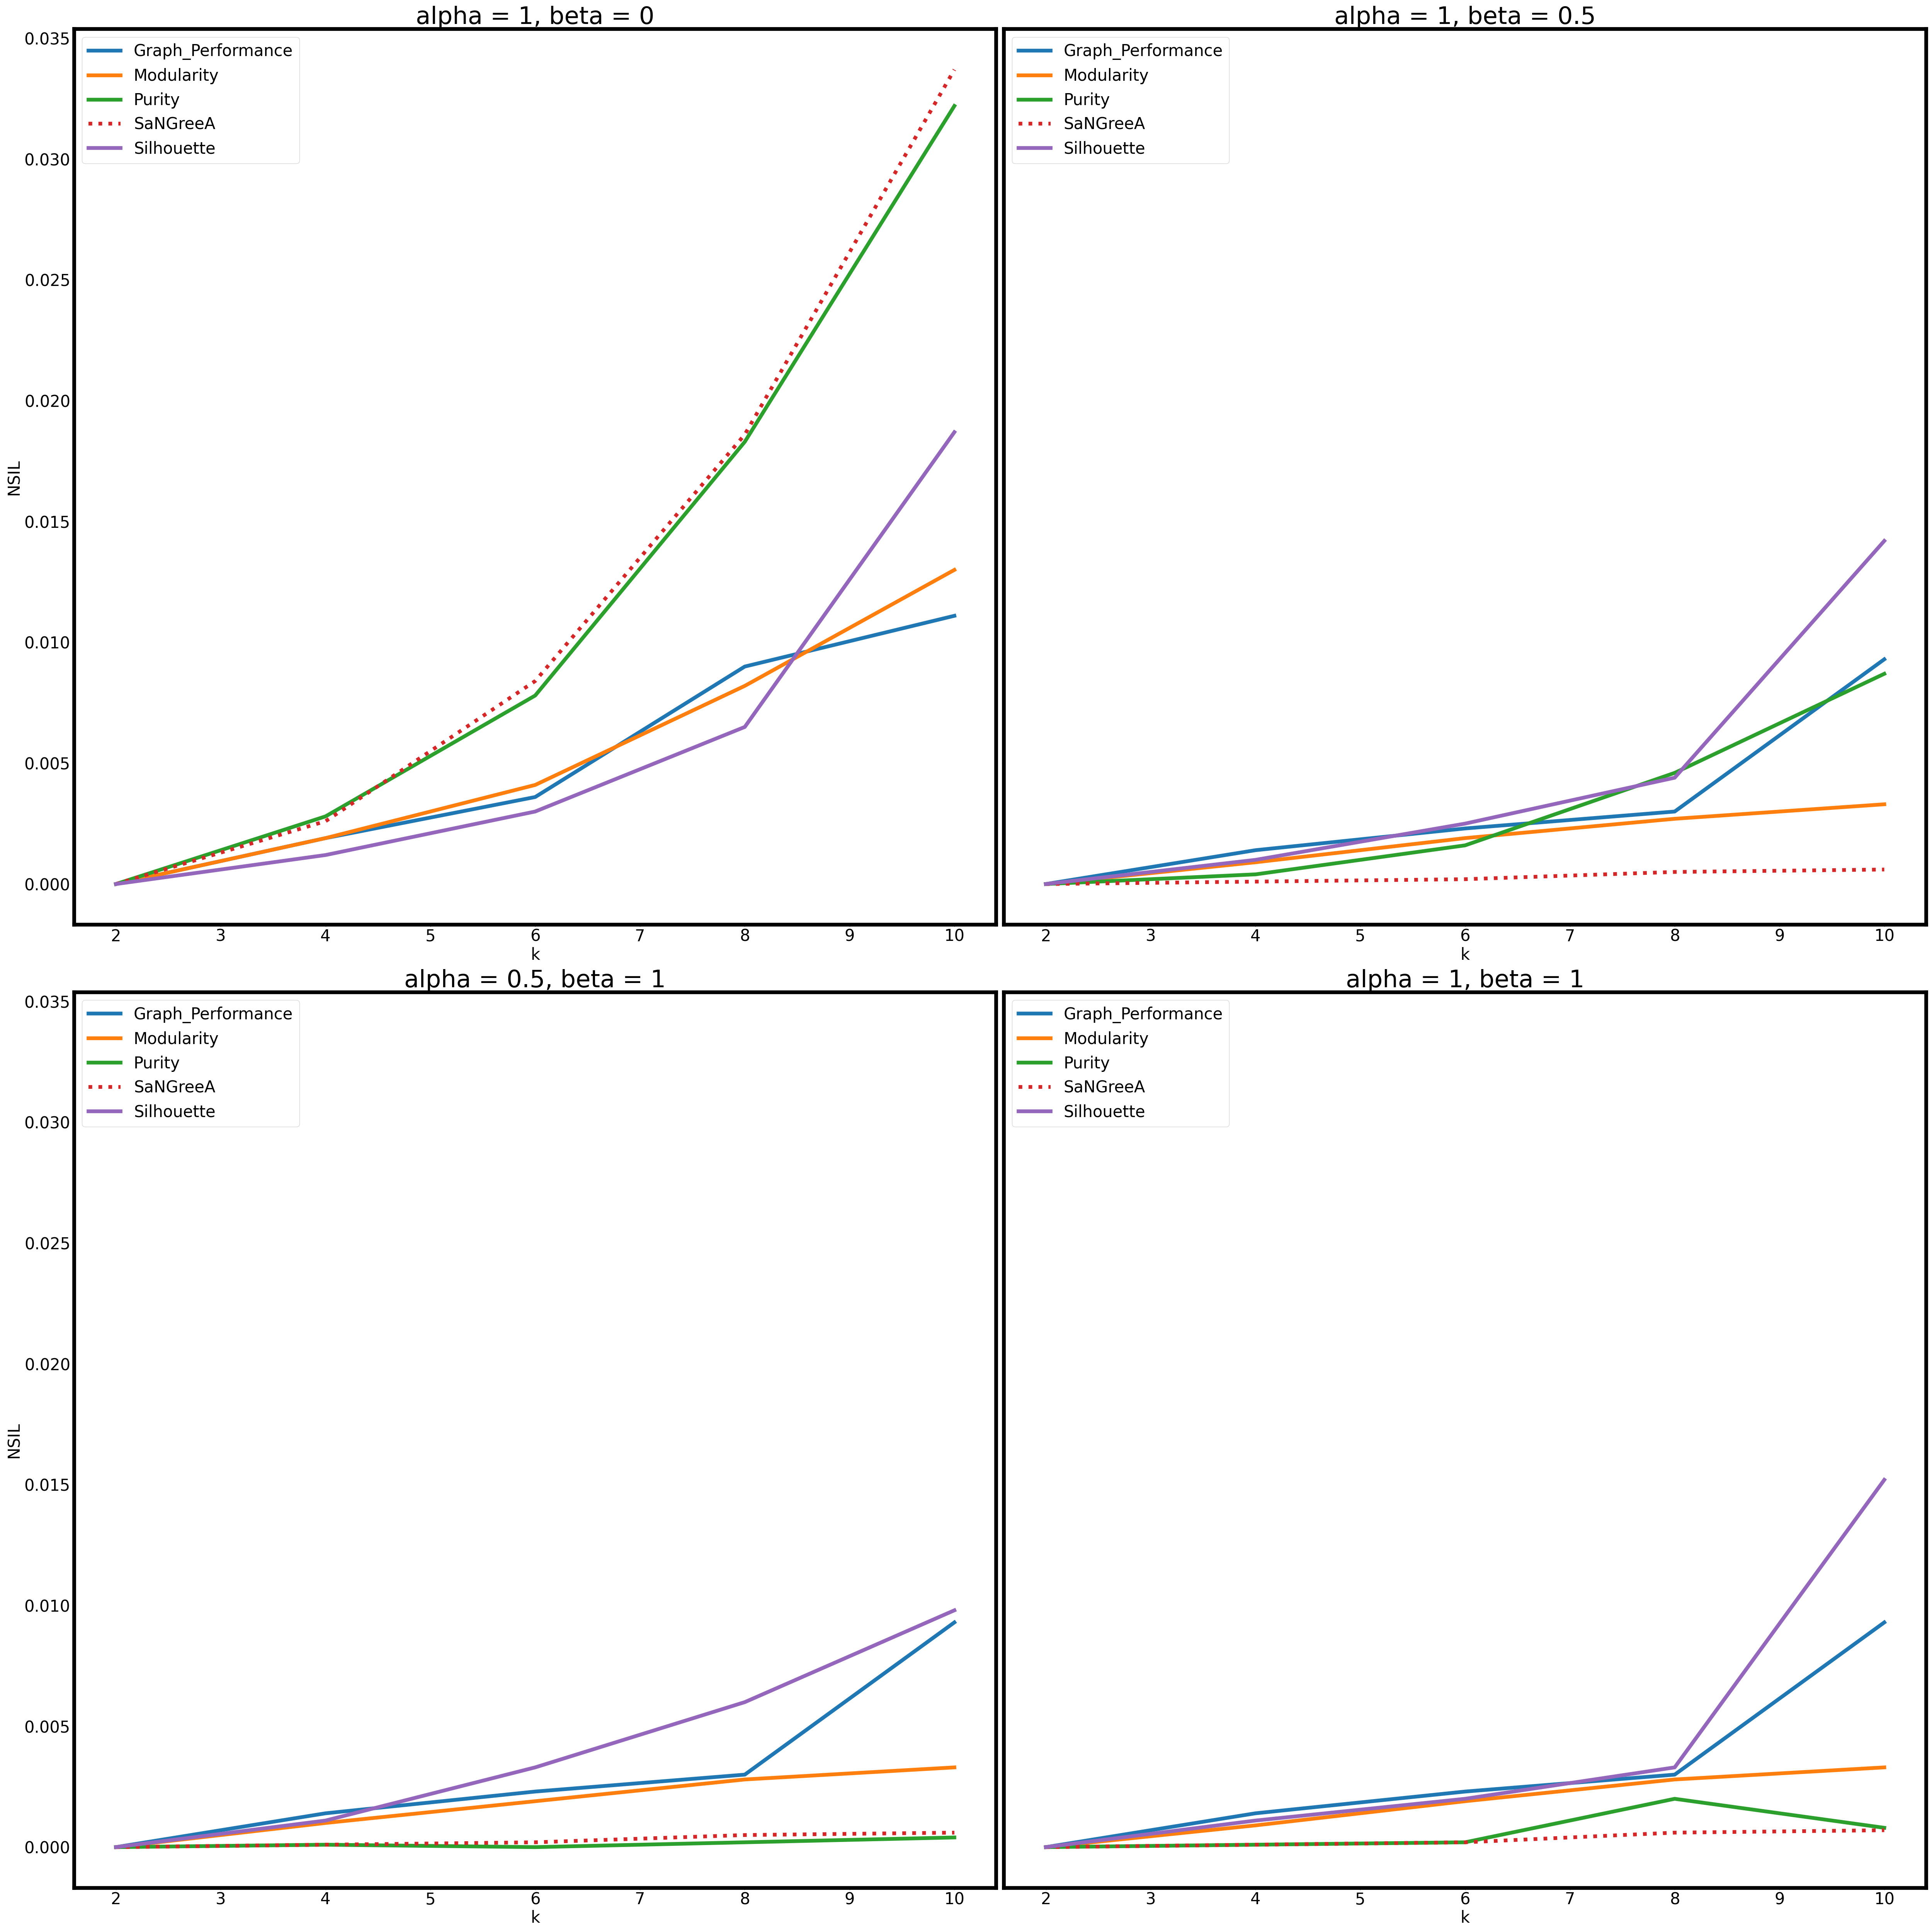 alpha = 1, beta = 0
0.035
0.030
0.025
0.020
0.015
0.010
0.005
0.000
NSIL
Graph_Performance
Modularity
Purity
SaNGreeA
Silhouette
2 3 4 5 6 7 8 9 10
k
alpha = 1, beta = 0.5
Graph_Performance
Modularity
Purity
SaNGreeA
Silhouette
2 3 4 5 6 7 8 9 10
k
alpha = 0.5, beta = 1
0.035
0.030
0.025
0.020
0.015
0.010
0.005
0.000
NSIL
Graph_Performance
Modularity
Purity
SaNGreeA
Silhouette
2 3 4 5 6 7 8 9 10
k
alpha = 1, beta = 1
Graph_Performance
Modularity
Purity
SaNGreeA
Silhouette
2 3 4 5 6 7 8 9 10
k